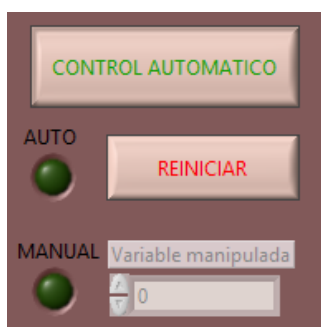 CONTROL AUTOMATICO
AUTO
REINICIAR
MANUAL Variable manipulada
0